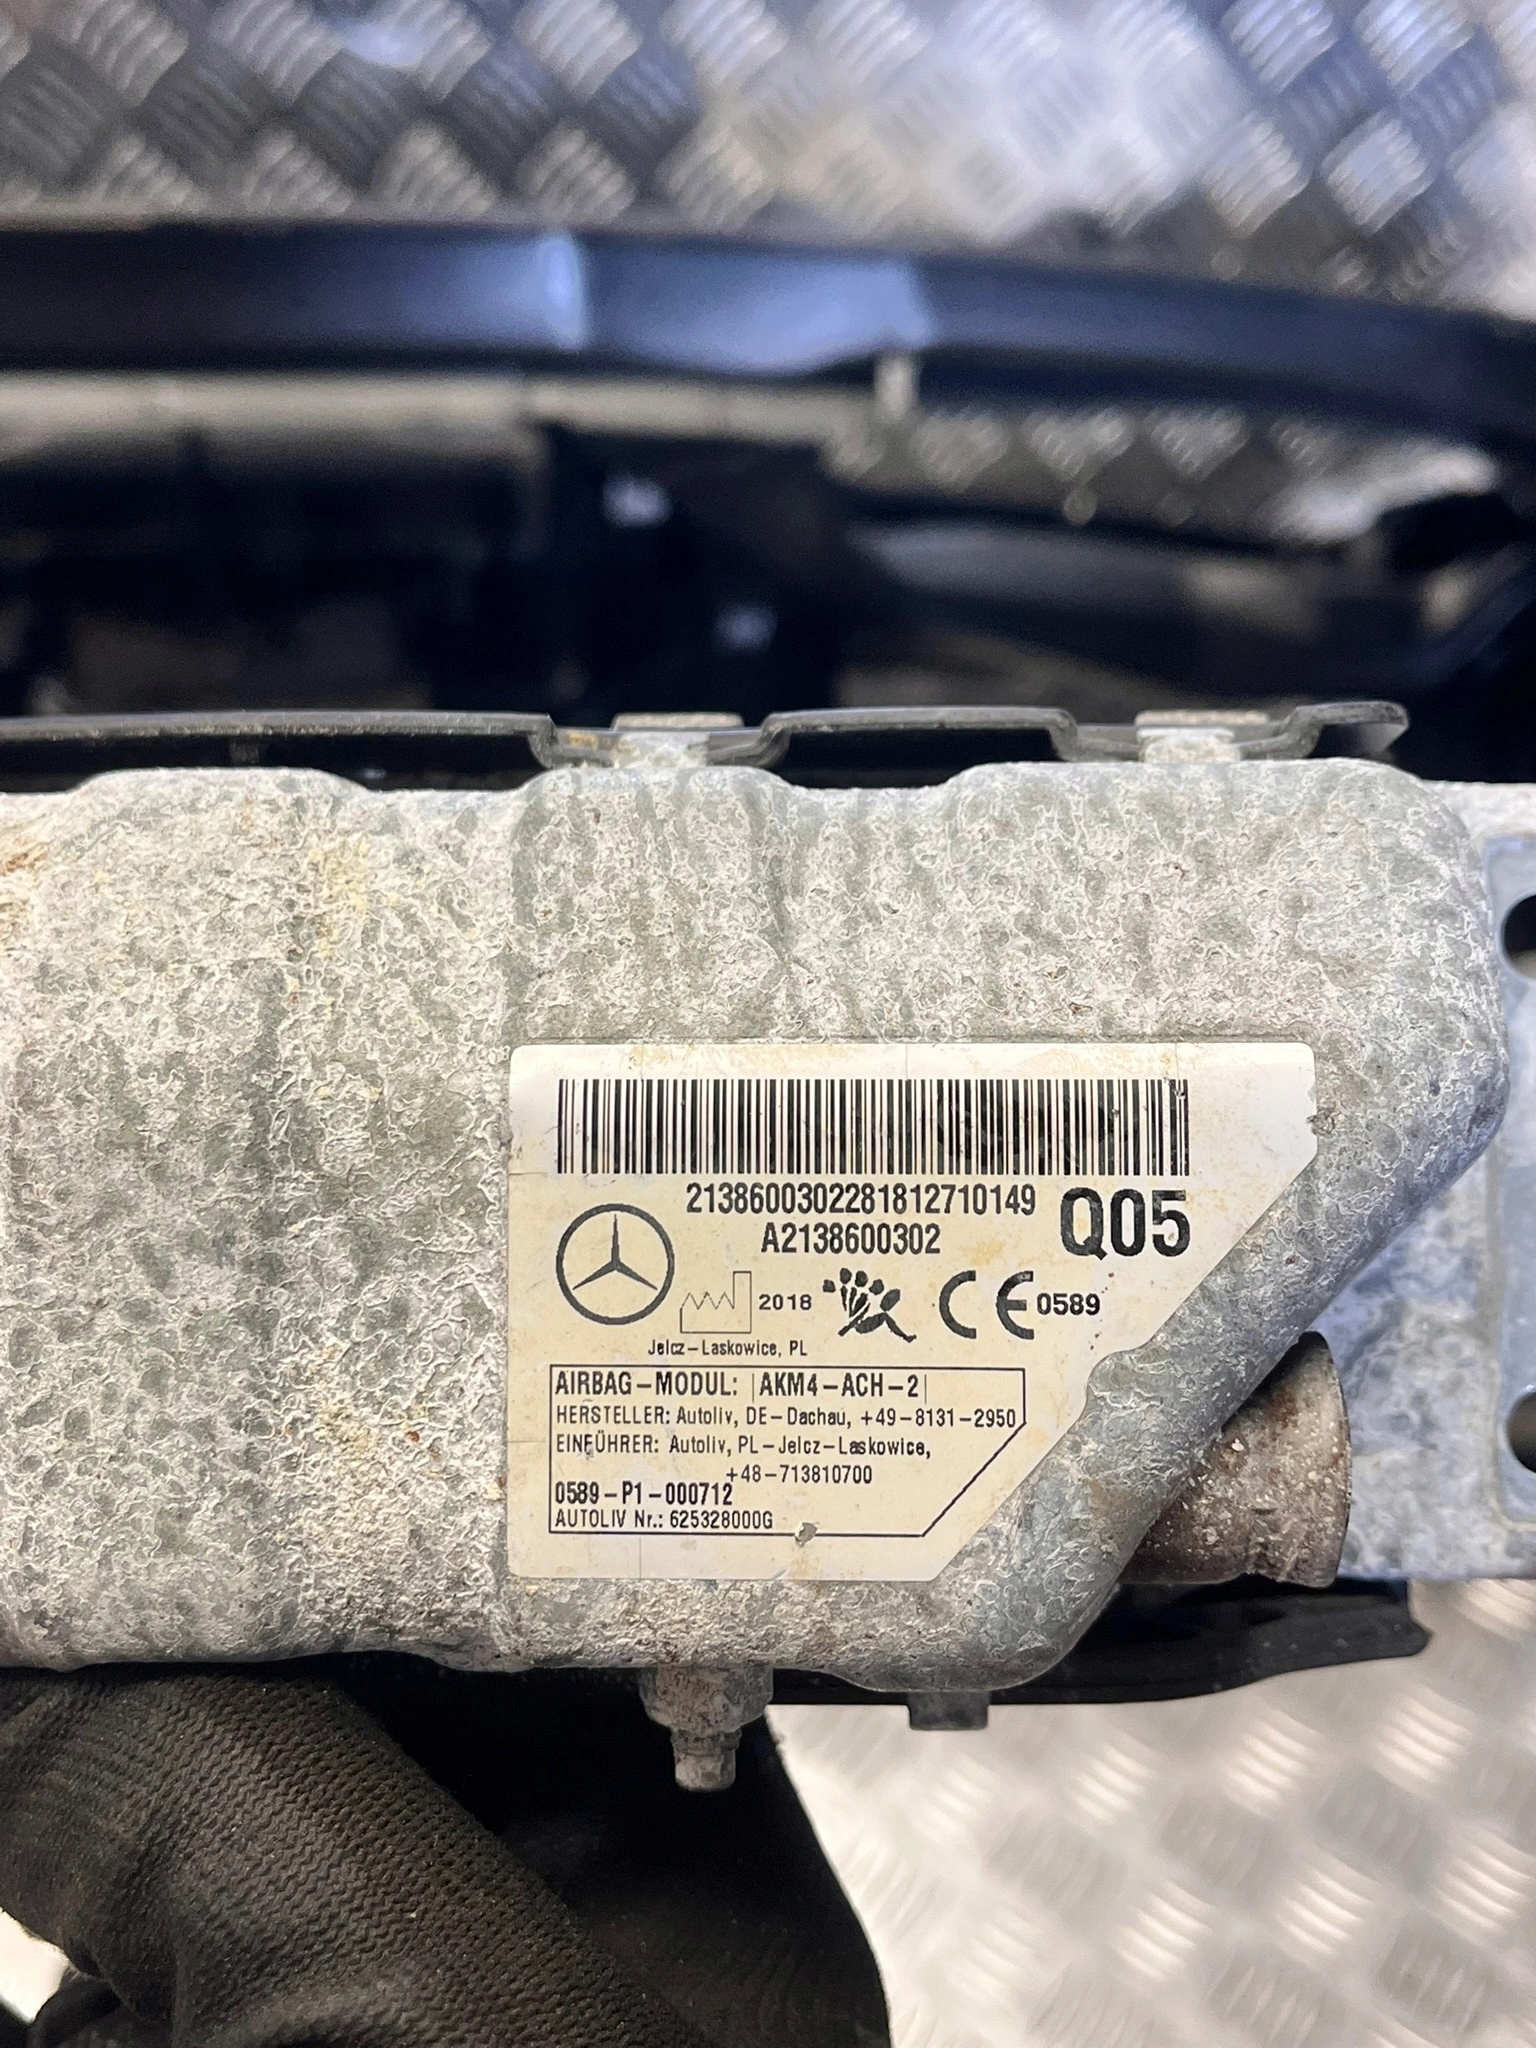 2138600302281812710149
A2138600302
Q05
2018
CE 0589
Jelcz-Laskowice, PL
AIRBAG-MODUL: |AKM4-ACH-2|
HERSTELLER: Autoliv, DE-Dachau, +49-8131-2950
EINFÜHRER: Autoliv, PL-Jelcz-Laskowice,
+48-713810700
0589-P1-000712
AUTOLIV Nr.: 625328000G